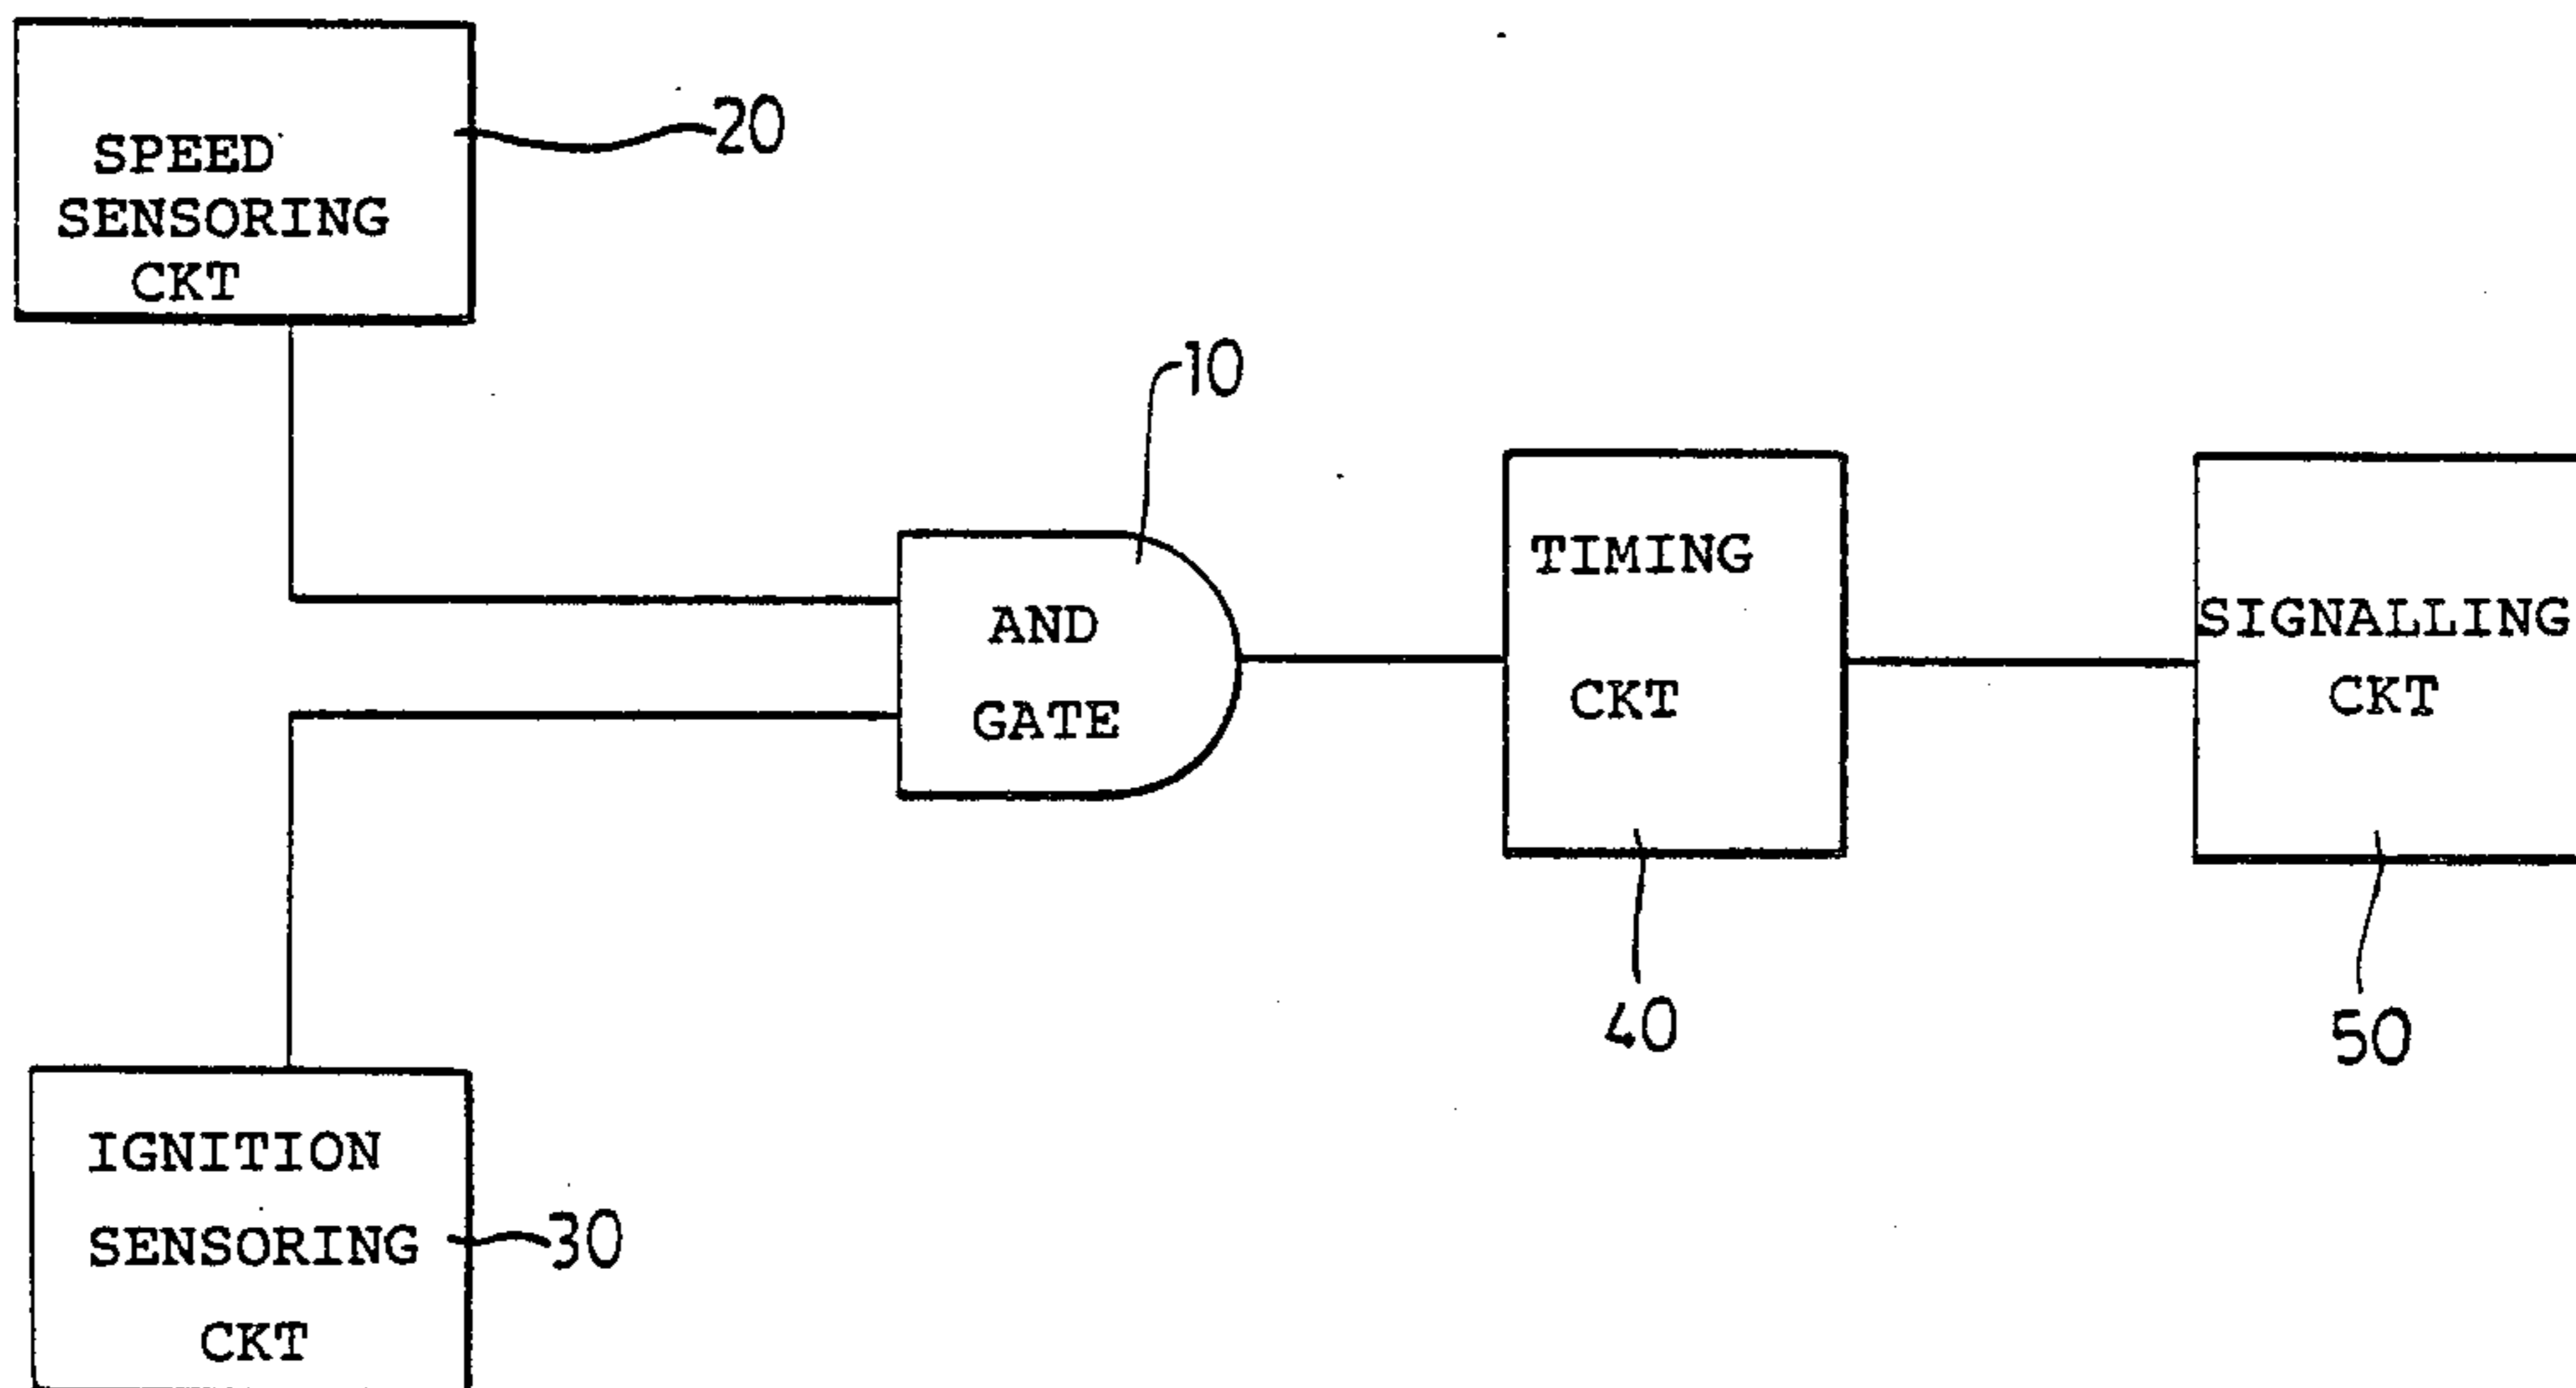 SPEED
SENSORING
CKT
20
10
AND
GATE
TIMING
CKT
40
SIGNALLING
CKT
50
IGNITION
SENSORING
CKT
30